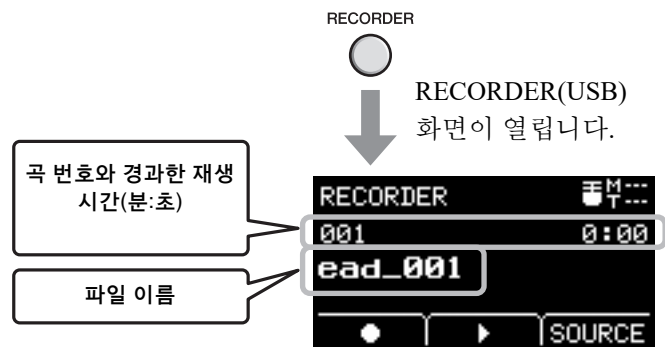 RECORDER
RECORDER(USB)
화면이 열립니다.
곡 번호와 경과한 재생
시간(분:초)
파일 이름
RECORDER M---
T---
001 0:00
ead_001
● ▶ SOURCE